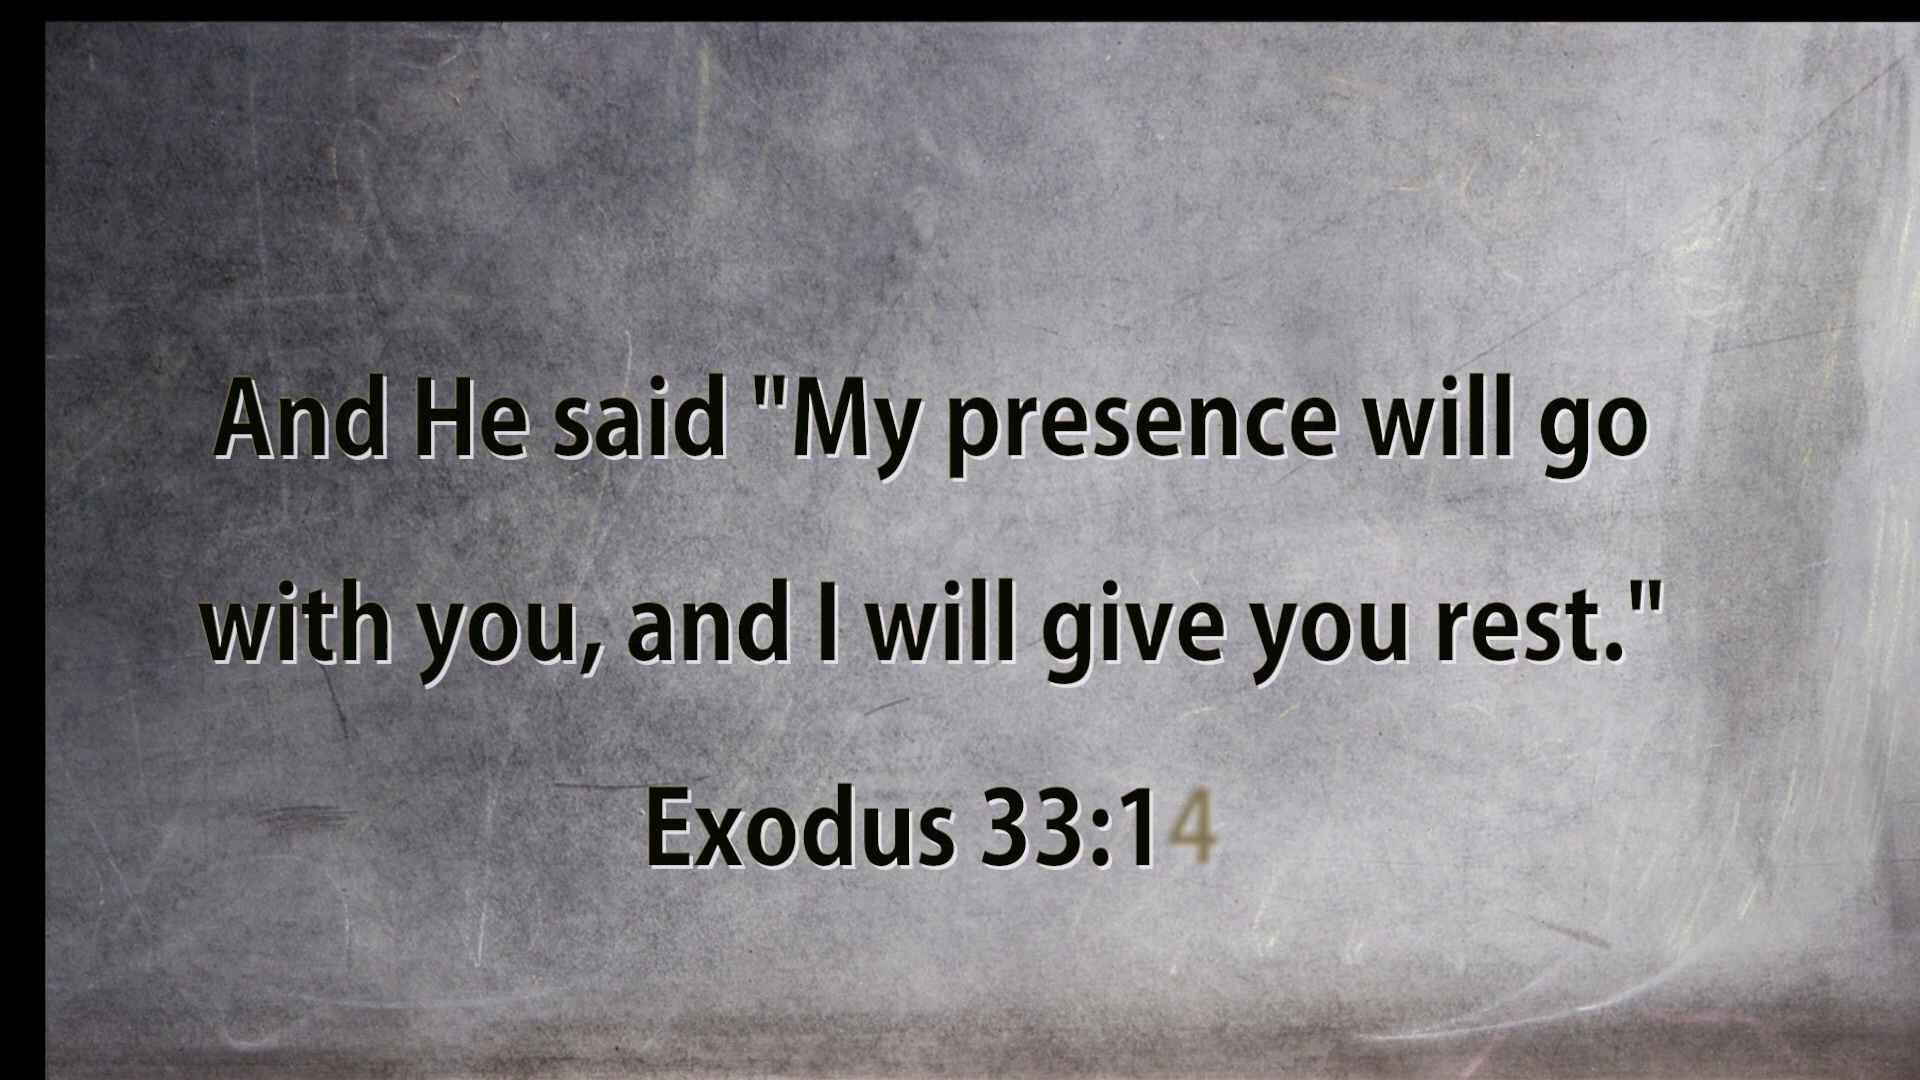 And He said "My presence will go
with you, and I will give you rest."
Exodus 33:14